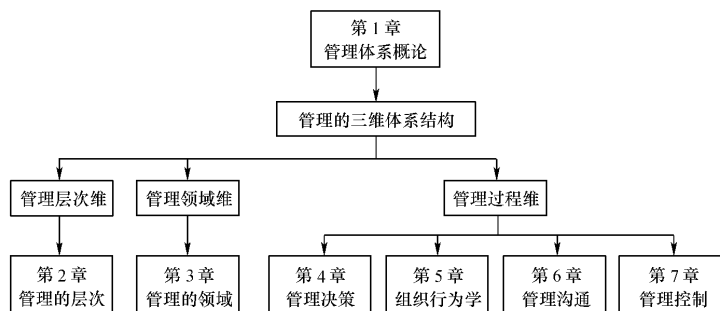 第1章
管理体系概论
管理的三维体系结构
管理层次维
管理领域维
管理过程维
第2章
管理的层次
第3章
管理的领域
第4章
管理决策
第5章
组织行为学
第6章
管理沟通
第7章
管理控制